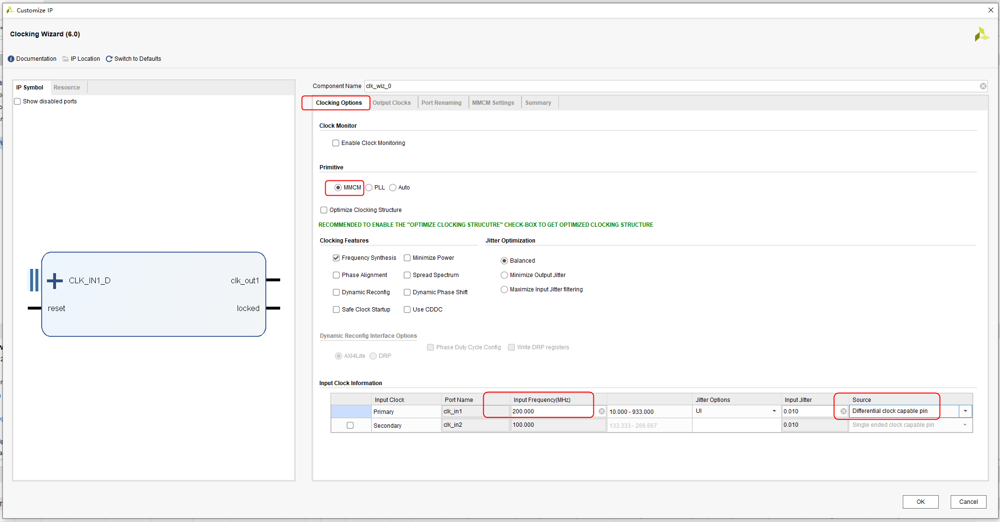 Customize IP
Clocking Wizard (6.0)
Documentation IP Location Switch to Defaults
IP Symbol Resource
Show disabled ports
CLK_IN1_D clk_out1
reset locked
Component Name clk_wiz_0
Clocking Options Output Clocks Port Renaming MMCM Settings Summary
Clock Monitor
Enable Clock Monitoring
Primitive
MMCM PLL Auto
Optimize Clocking Structure
RECOMMENDED TO ENABLE THE "OPTIMIZE CLOCKING STRUCUTRE" CHECK-BOX TO GET OPTIMIZED CLOCKING STRUCTURE
Clocking Features Jitter Optimization
Frequency Synthesis Minimize Power Balanced
Phase Alignment Spread Spectrum Minimize Output Jitter
Dynamic Reconfig Dynamic Phase Shift Maximize Input Jitter filtering
Safe Clock Startup Use CDDC
Dynamic Reconfig Interface Options
Phase Duty Cycle Config Write DRP registers
AXI4Lite DRP
Input Clock Information
Input Clock Port Name Input Frequency(MHz) Jitter Options Input Jitter Source
Primary clk_in1 200.000 10.000 - 933.000 UI 0.010 Differential clock capable pin
Secondary clk_in2 100.000 133.333 - 266.667 0.010 Single ended clock capable pin
OK Cancel